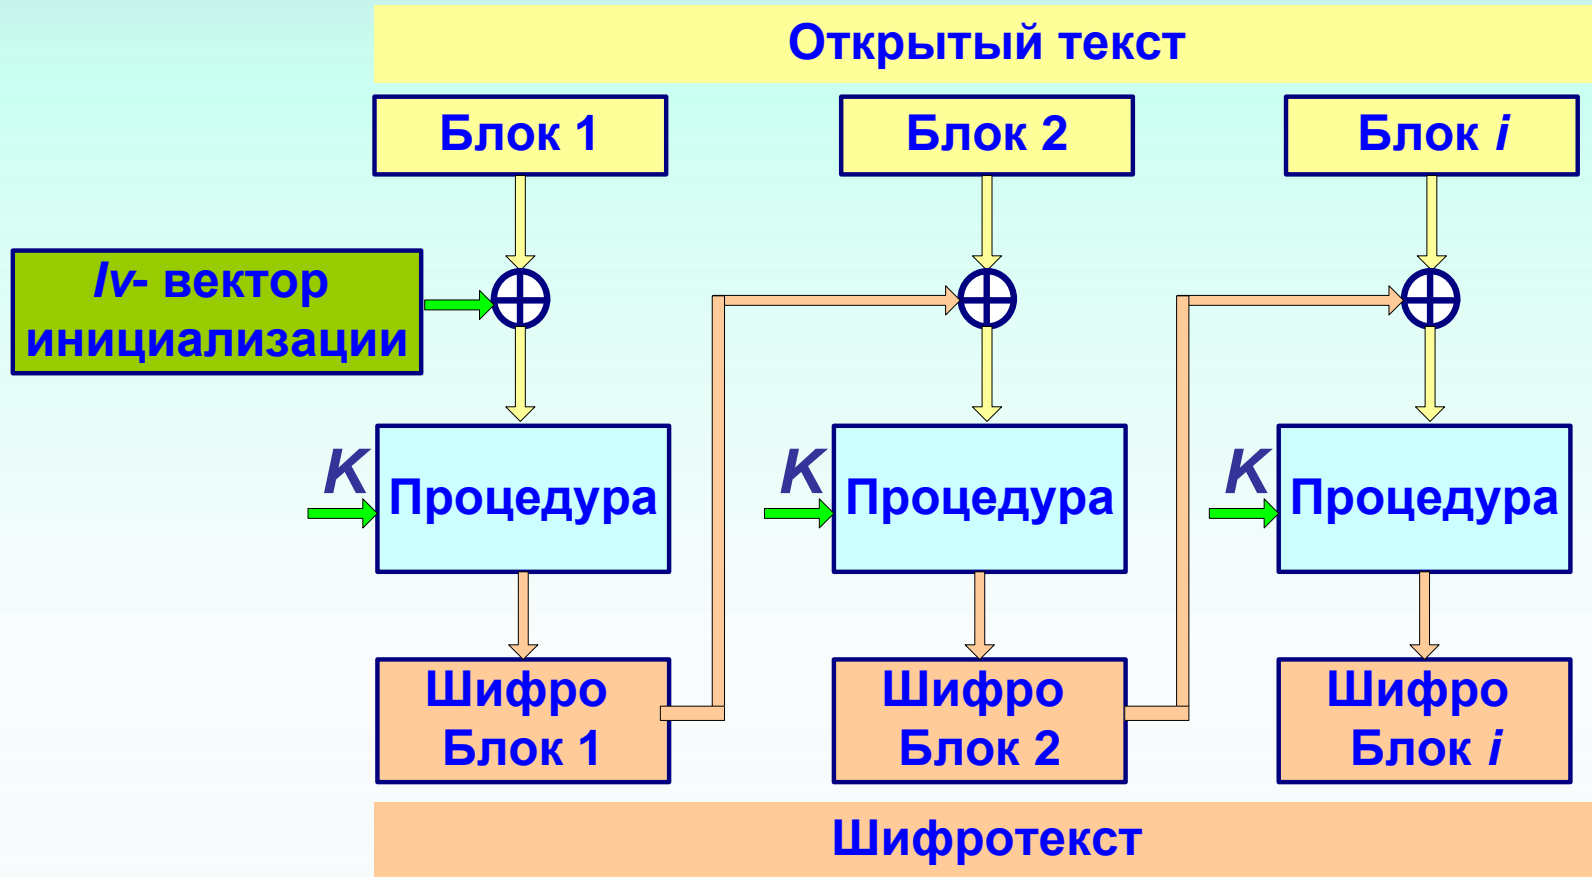 Открытый текст
Блок 1
Блок 2
Блок i
Iv- вектор
инициализации
K
Процедура
K
Процедура
K
Процедура
Шифро
Блок 1
Шифро
Блок 2
Шифро
Блок i
Шифротекст